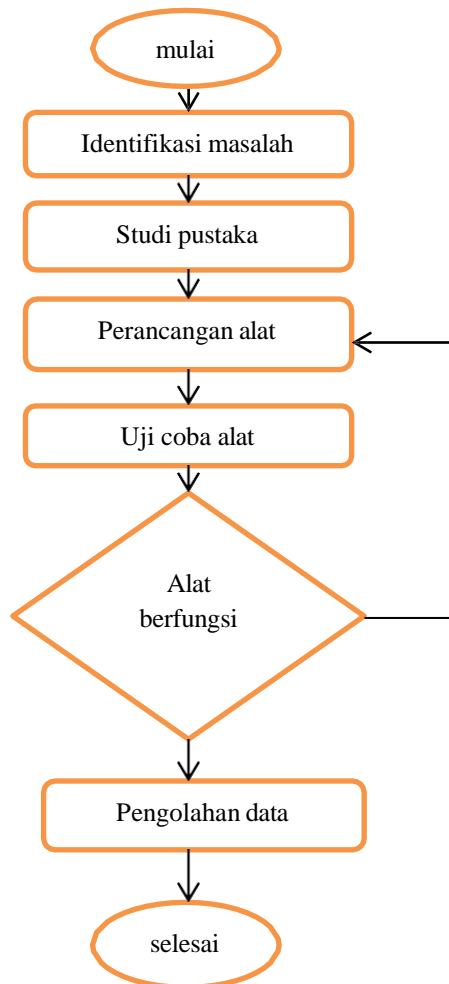 mulai
Identifikasi masalah
Studi pustaka
Perancangan alat
Uji coba alat
Alat
berfungsi
Pengolahan data
selesai